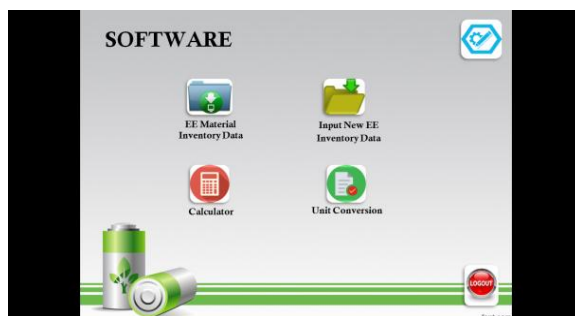 SOFTWARE
EE Material
Inventory Data
Input New EE
Inventory Data
Calculator
Unit Conversion
LOGOUT